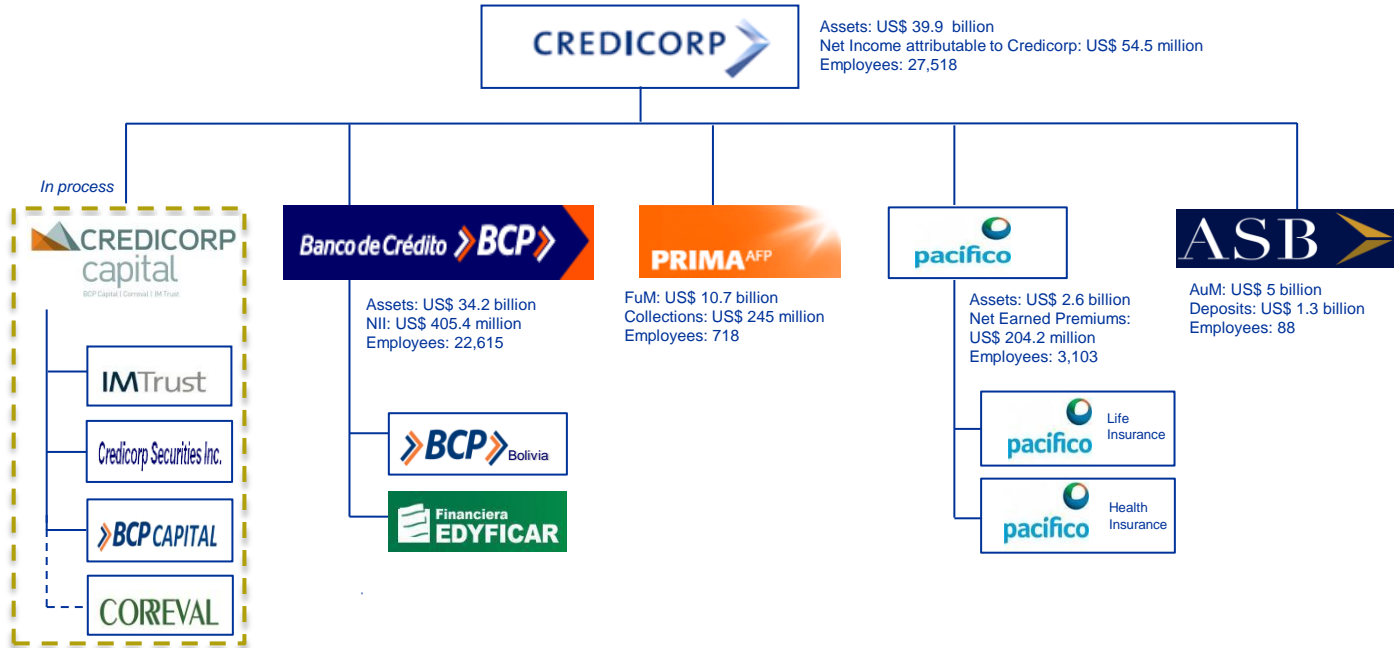 CREDICORP
Assets: US$ 39.9 billion
Net Income attributable to Credicorp: US$ 54.5 million
Employees: 27,518
In process
CREDICORP
capital
BCP Capital | Correval | IM Trust
IMTrust
Credicorp Securities Inc.
BCP CAPITAL
CORREVAL
Banco de Crédito BCP
Assets: US$ 34.2 billion
NII: US$ 405.4 million
Employees: 22,615
BCP Bolivia
Financiera
EDYFICAR
PRIMA AFP
FuM: US$ 10.7 billion
Collections: US$ 245 million
Employees: 718
pacifico
Assets: US$ 2.6 billion
Net Earned Premiums:
US$ 204.2 million
Employees: 3,103
pacifico
Life
Insurance
pacifico
Health
Insurance
ASB
AuM: US$ 5 billion
Deposits: US$ 1.3 billion
Employees: 88